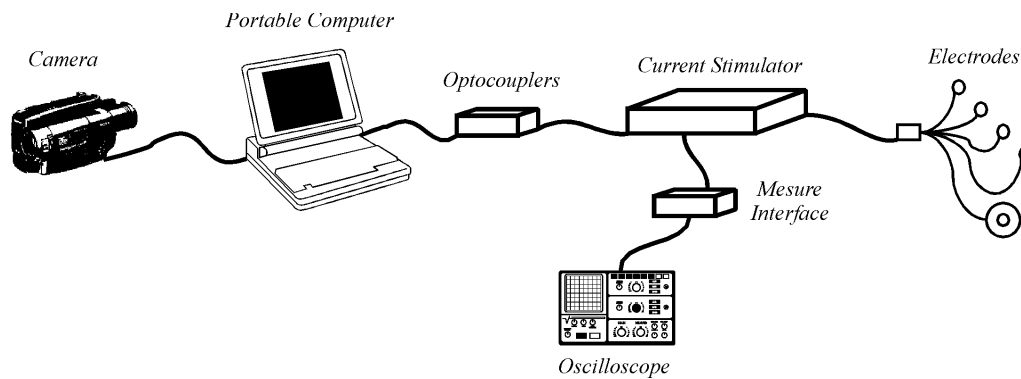 Portable Computer
Camera
Optocouplers
Current Stimulator
Electrodes
Mesure
Interface
Oscilloscope